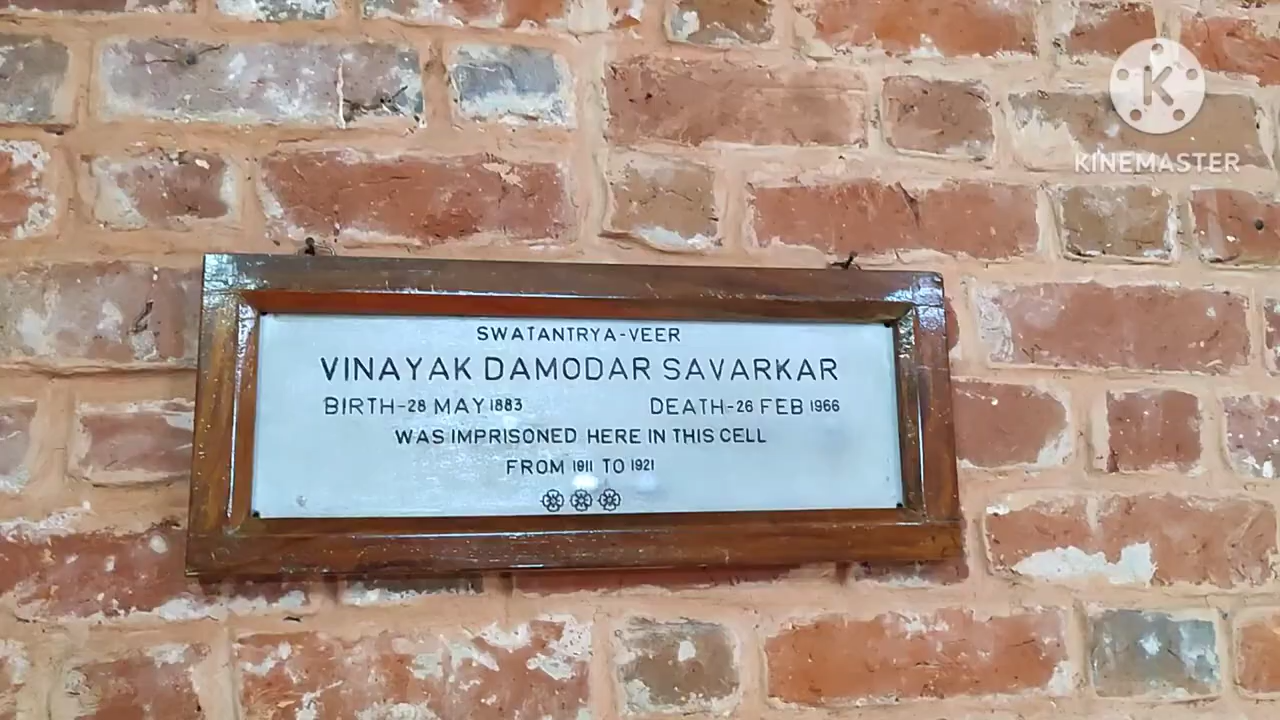 K
KINEMASTER
SWATANTRYA-VEER
VINAYAK DAMODAR SAVARKAR
BIRTH-28 MAY 1883 DEATH-26 FEB 1966
WAS IMPRISONED HERE IN THIS CELL
FROM 1911 TO 1921